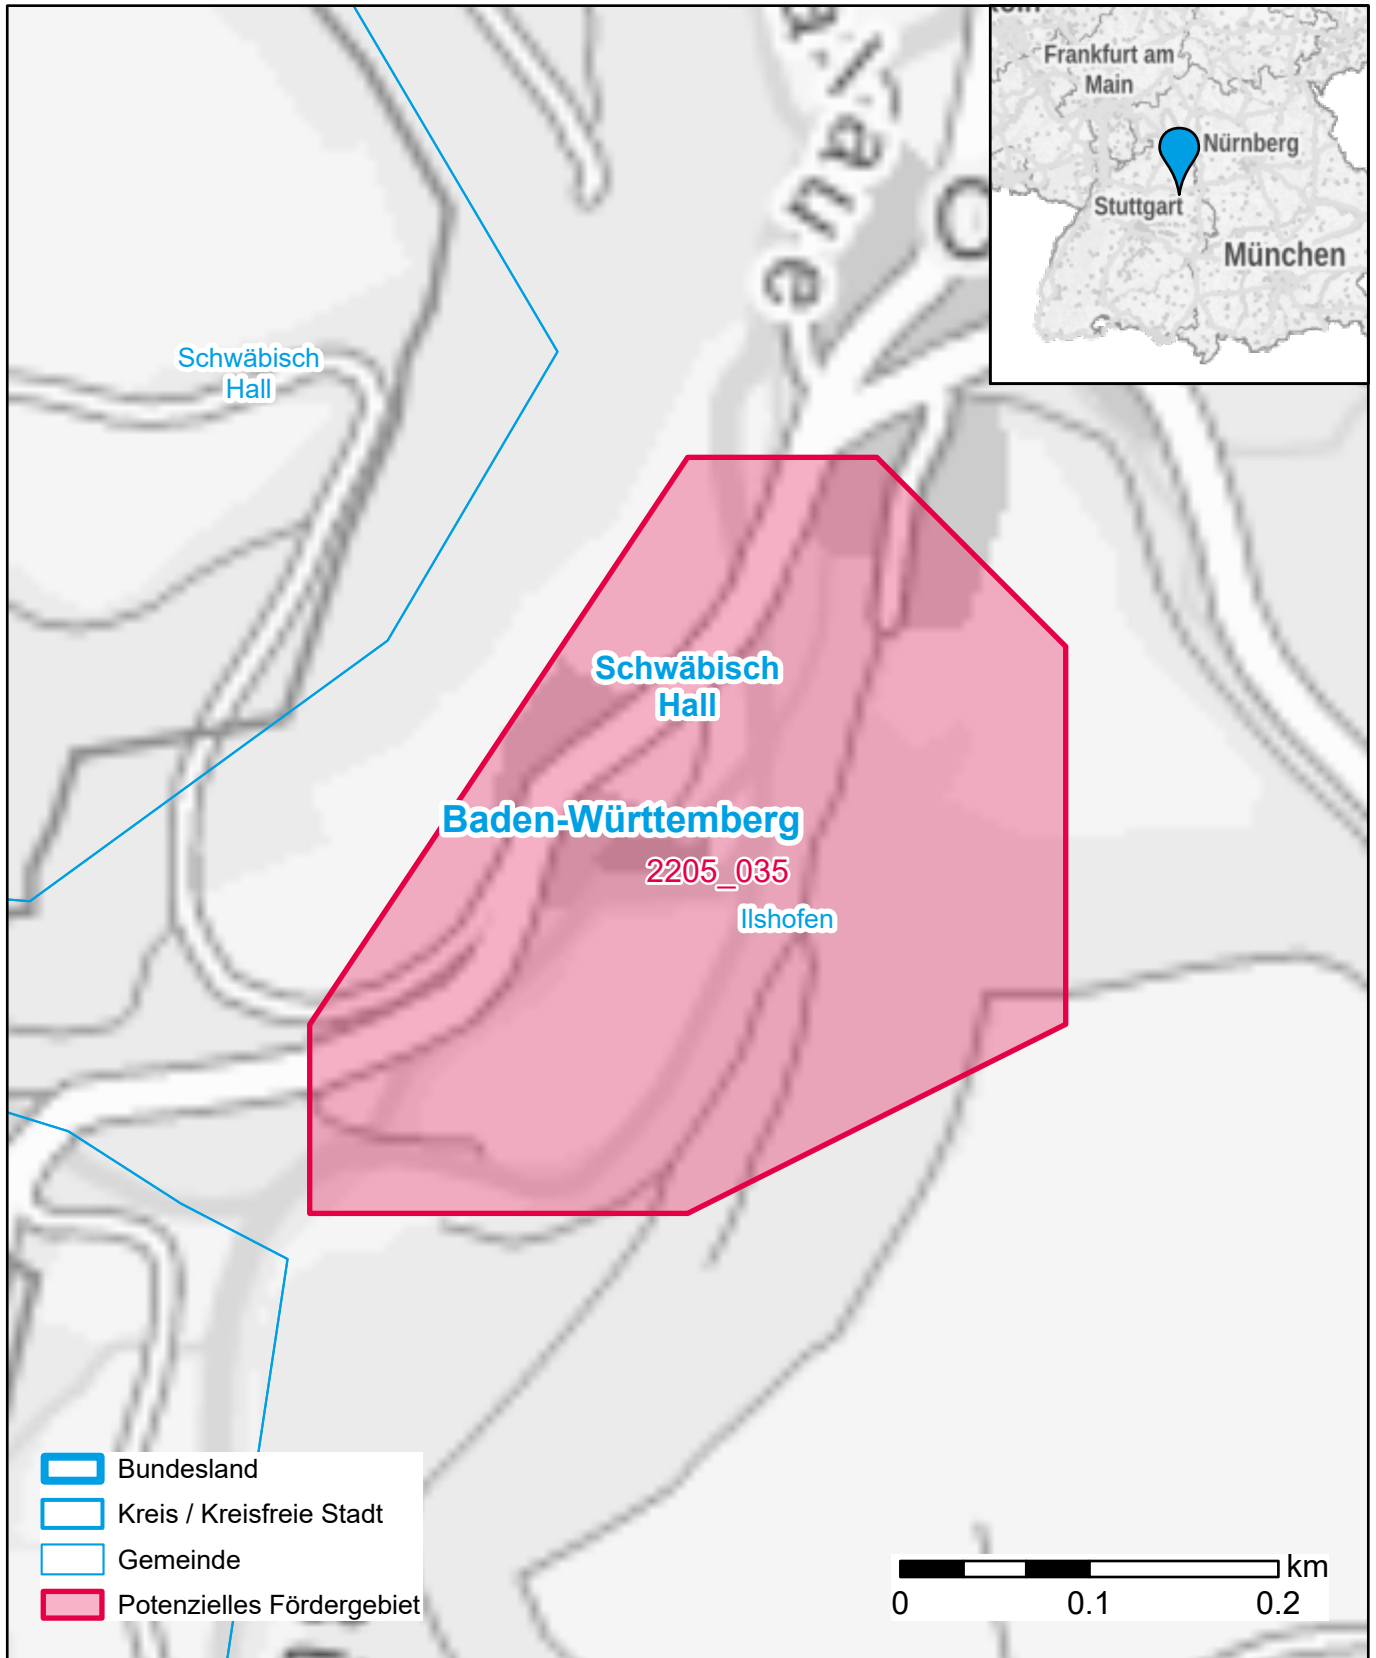 Frankfurt am
Main
Nürnberg
Stuttgart
München
Schwäbisch
Hall
Schwäbisch
Hall
Baden-Württemberg
2205_035
Ilshofen
Bundesland
Kreis / Kreisfreie Stadt
Gemeinde
Potenzielles Fördergebiet
km
0 0.1 0.2